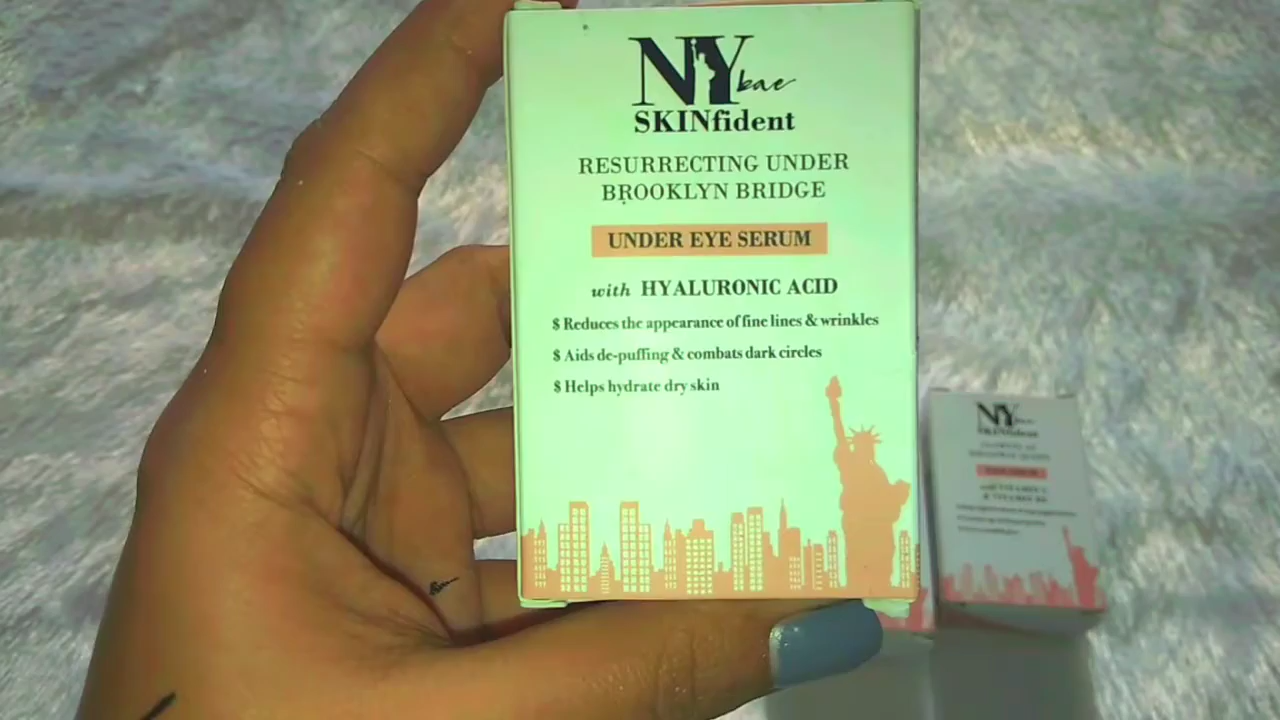 NY bae
SKINfident
RESURRECTING UNDER
BROOKLYN BRIDGE
UNDER EYE SERUM
with HYALURONIC ACID
$ Reduces the appearance of fine lines & wrinkles
$ Aids de-puffing & combats dark circles
$ Helps hydrate dry skin
NY bae
SKINfident